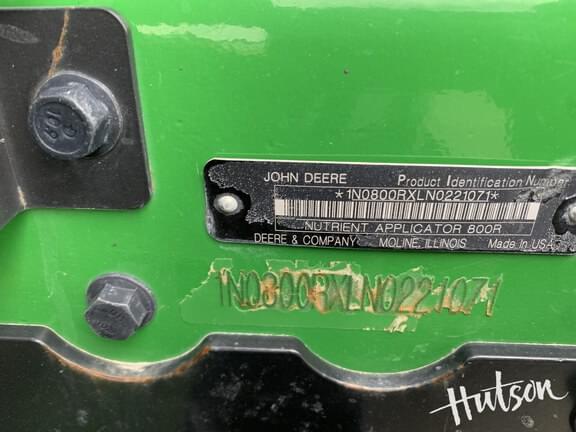 JOHN DEERE Product Identification Number
*1N0800RXLN0221071*
NUTRIENT APPLICATOR 800R
DEERE & COMPANY MOLINE, ILLINOIS Made In USA
1N0800RXLN0221071
Hutson